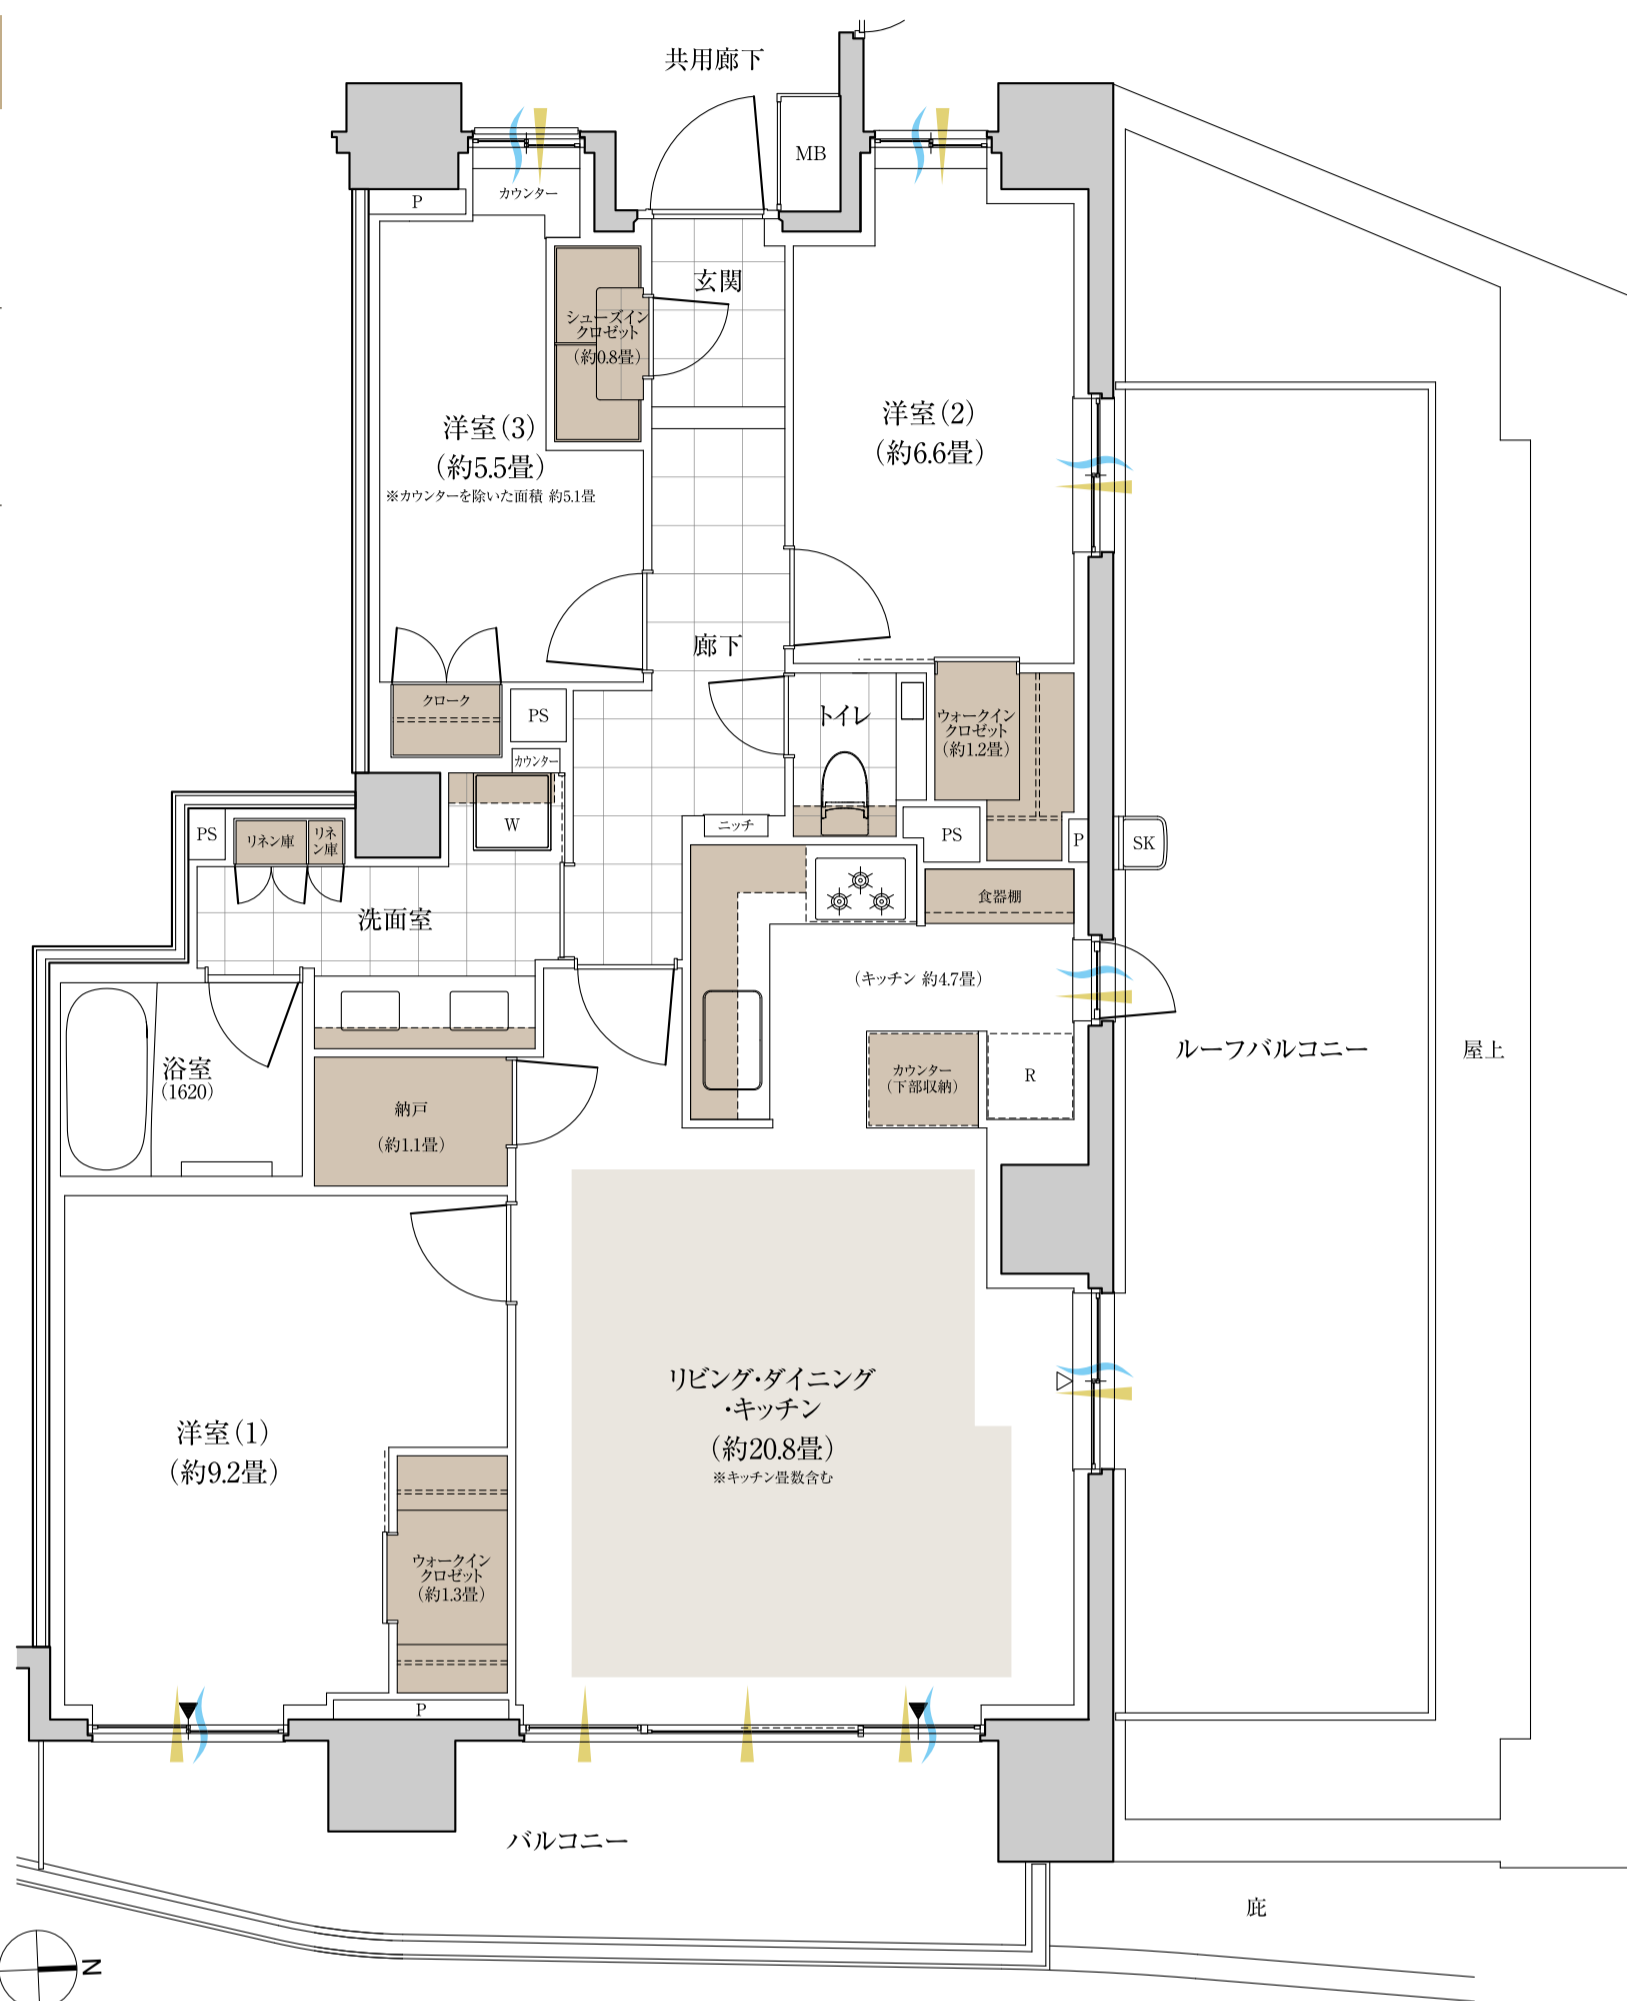 共用廊下
MB
カウンター
P
玄関
シューズイン
クロゼット
(約0.8畳)
洋室(3)
(約5.5畳)
※カウンターを除いた面積 約5.1畳
洋室(2)
(約6.6畳)
廊下
クローク
PS
カウンター
トイレ
ウォークイン
クロゼット
(約1.2畳)
W
ニッチ
PS
P
SK
PS
リネン庫
リネ
ン庫
食器棚
洗面室
(キッチン 約4.7畳)
浴室
(1620)
納戸
(約1.1畳)
カウンター
(下部収納)
R
ルーフバルコニー
屋上
リビング・ダイニング
・キッチン
(約20.8畳)
※キッチン畳数含む
洋室(1)
(約9.2畳)
ウォークイン
クロゼット
(約1.3畳)
P
バルコニー
庇
N